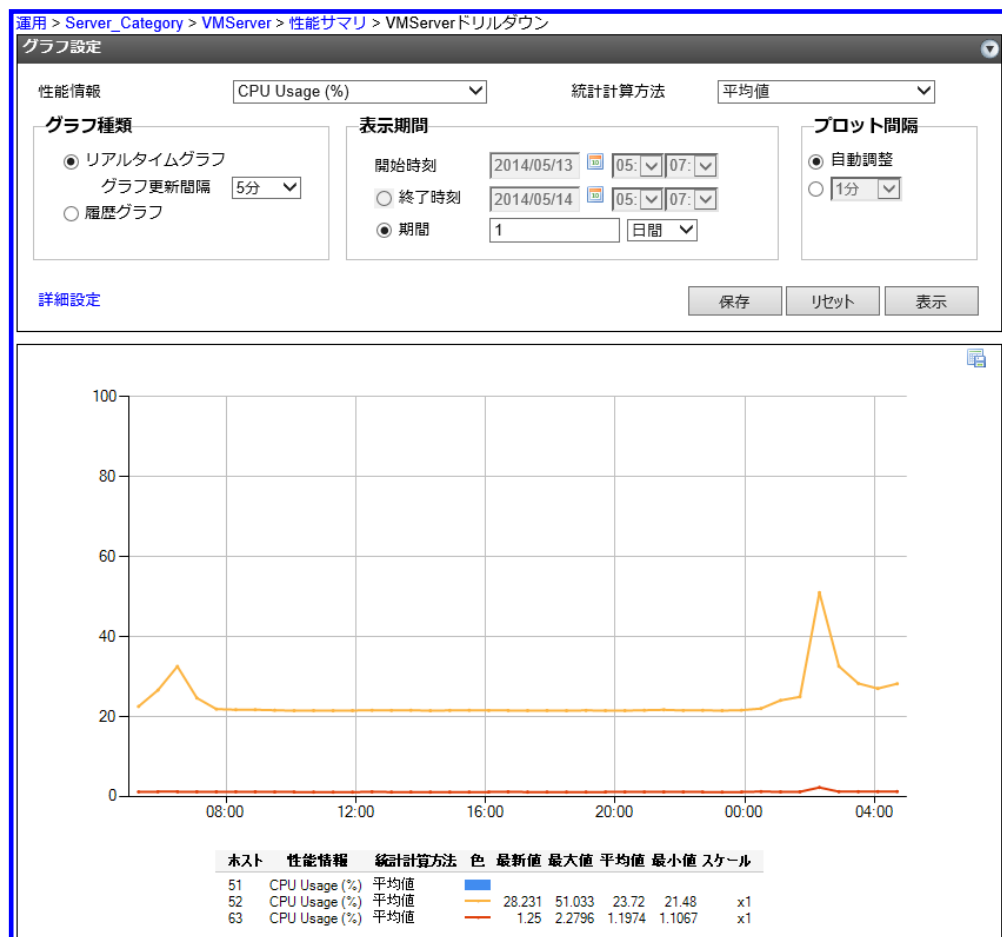 運用 > Server_Category > VMServer > 性能サマリ > VMServerドリルダウン
グラフ設定
性能情報 CPU Usage (%) 統計計算方法 平均値
グラフ種類 表示期間 プロット間隔
リアルタイムグラフ 開始時刻 2014/05/13 05: 07: 自動調整
グラフ更新間隔 5分 終了時刻 2014/05/14 05: 07: 1分
履歴グラフ 期間 1 日間
詳細設定 保存 リセット 表示
100
80
60
40
20
0
08:00 12:00 16:00 20:00 00:00 04:00
ホスト 性能情報 統計計算方法 色 最新値 最大値 平均値 最小値 スケール
51 CPU Usage (%) 平均値
52 CPU Usage (%) 平均値 28.231 51.033 23.72 21.48 x1
63 CPU Usage (%) 平均値 1.25 2.2796 1.1974 1.1067 x1